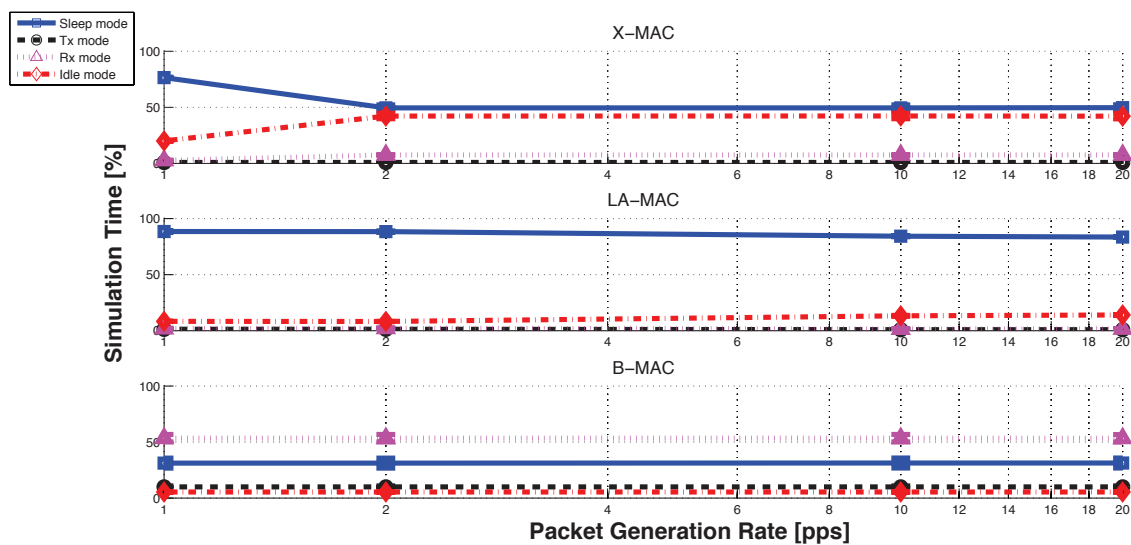 Sleep mode
Tx mode
Rx mode
Idle mode
X−MAC
100
50
0
1 2 4 6 8 10 12 14 16 18 20
LA−MAC
100
50
0
1 2 4 6 8 10 12 14 16 18 20
B−MAC
100
50
0
1 2 4 6 8 10 12 14 16 18 20
Simulation Time [%]
Packet Generation Rate [pps]